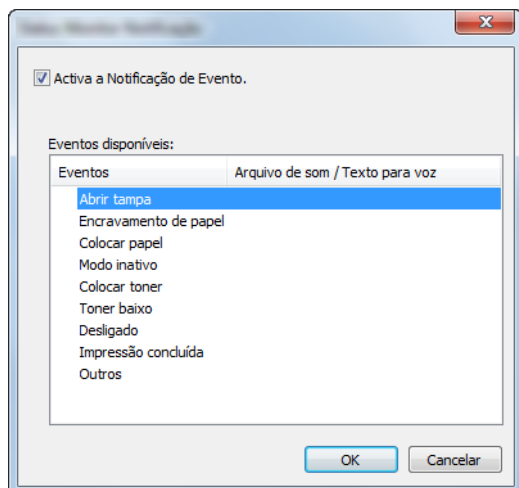 Activa a Notificação de Evento.
Eventos disponíveis:
Eventos Arquivo de som / Texto para voz
Abrir tampa
Encravamento de papel
Colocar papel
Modo inativo
Colocar toner
Toner baixo
Desligado
Impressão concluída
Outros
OK Cancelar